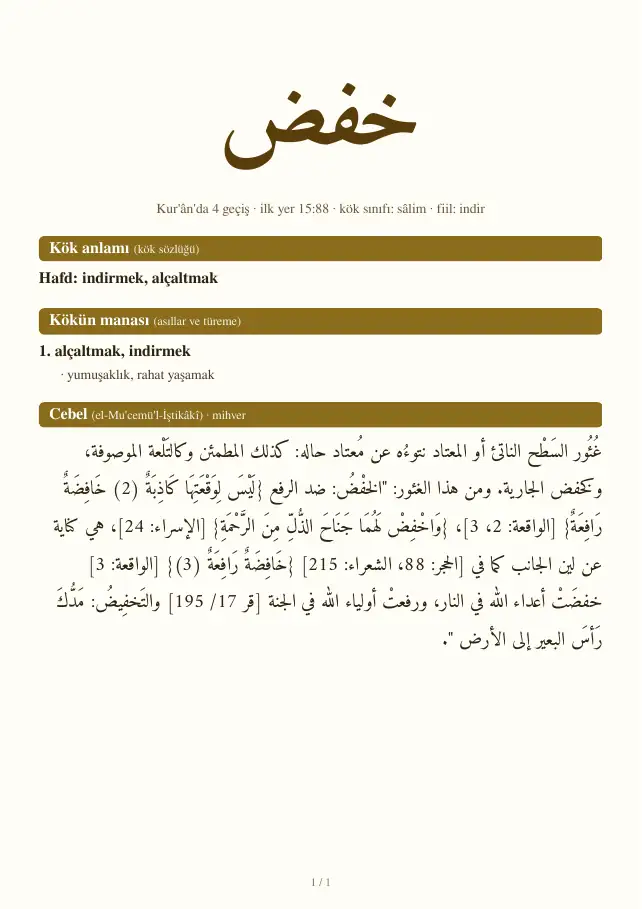 خفض
Kur'ân'da 4 geçiş · ilk yer 15:88 · kök sınıfı: sâlim · fiil: indir
Kök anlamı (kök sözlüğü)
Hafd: indirmek, alçaltmak
Kökün manası (asıllar ve türeme)
1. alçaltmak, indirmek
· yumuşaklık, rahat yaşamak
Cebel (el-Mu'cemü'l-İştikâkî) · mihver
غُئُور السَطْح الناتئ أو المعتاد نتوءُه عن مُعتاد حاله: كذلك المطمئن وكالتَلْعة الموصوفة،
وكخفض الجارية. ومن هذا الغئور: "الخفْضُ: ضد الرفع {لَيْسَ لِوَقْعَتِهَا كَاذِبَةٌ (2) خَافِضَةٌ
رَافِعَةٌ} [الواقعة: 2، 3]، {وَاخْفِضْ لَهُمَا جَنَاحَ الذُّلِّ مِنَ الرَّحْمَةِ} [الإسراء: 24]، هي كناية
عن لين الجانب كما في [الحجر: 88، الشعراء: 215] {خَافِضَةٌ رَافِعَةٌ (3)} [الواقعة: 3]
خفضَتْ أعداء الله في النار، ورفعتْ أولياء الله في الجنة [قر 17/ 195] والتَخفِيضُ: مَدُّكَ
رَأسَ البعير إلى الأرض ".
1 / 1